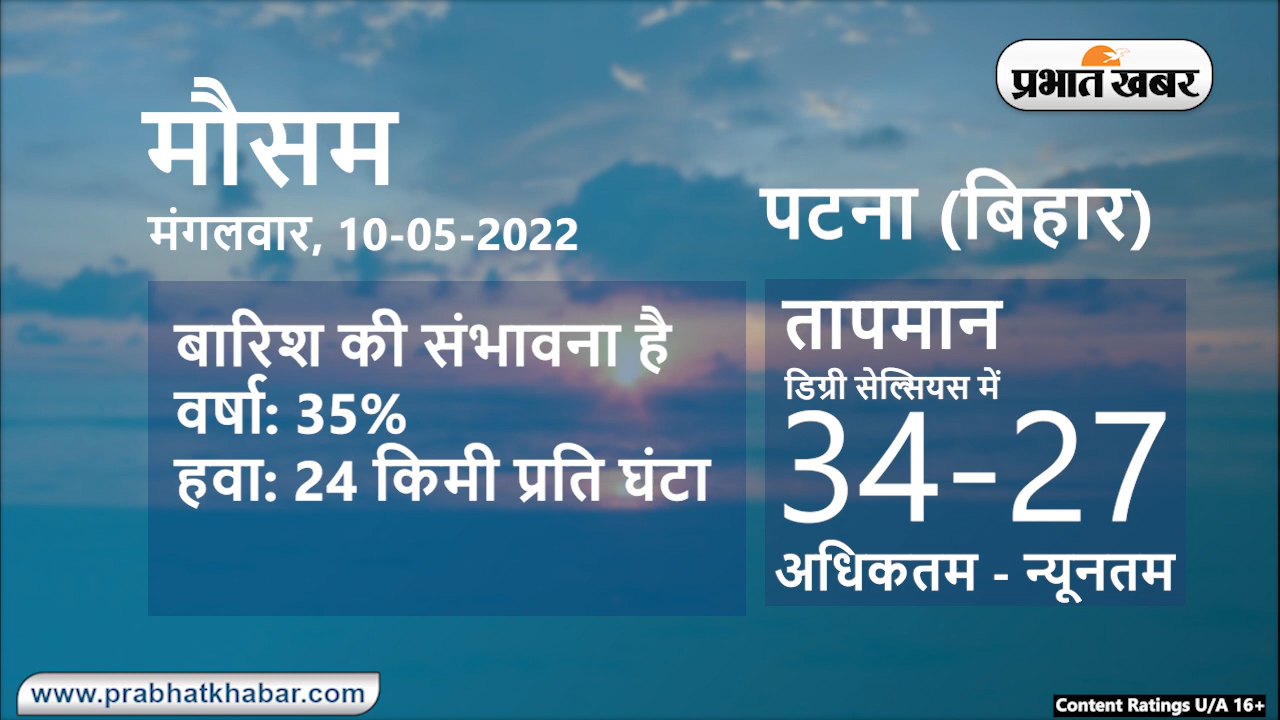 प्रभात खबर
मौसम
मंगलवार, 10-05-2022
पटना (बिहार)
बारिश की संभावना है
वर्षा: 35%
हवा: 24 किमी प्रति घंटा
तापमान
डिग्री सेल्सियस में
34-27
अधिकतम - न्यूनतम
www.prabhatkhabar.com
Content Ratings U/A 16+